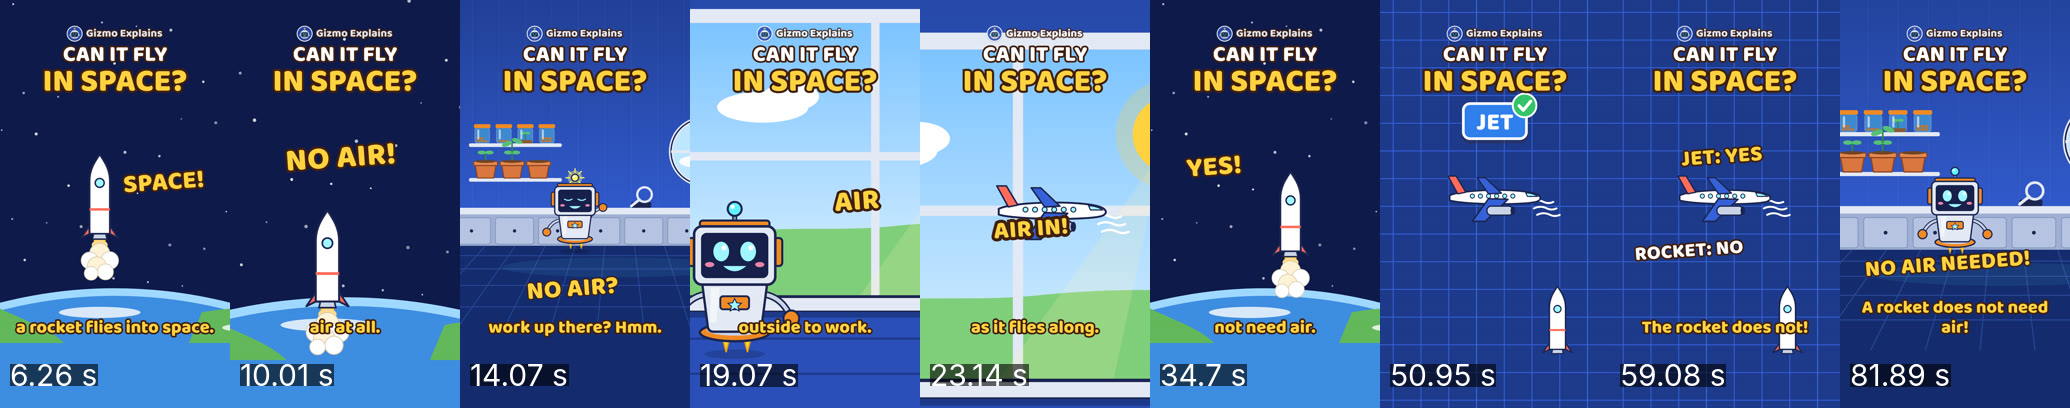 Gizmo Explains
CAN IT FLY
IN SPACE?
SPACE!
a rocket flies into space.
6.26 s
Gizmo Explains
CAN IT FLY
IN SPACE?
NO AIR!
air at all.
10.01 s
Gizmo Explains
CAN IT FLY
IN SPACE?
NO AIR?
work up there? Hmm.
14.07 s
Gizmo Explains
CAN IT FLY
IN SPACE?
AIR
outside to work.
19.07 s
Gizmo Explains
CAN IT FLY
IN SPACE?
AIR IN!
as it flies along.
23.14 s
Gizmo Explains
CAN IT FLY
IN SPACE?
YES!
not need air.
34.7 s
Gizmo Explains
CAN IT FLY
IN SPACE?
JET
50.95 s
Gizmo Explains
CAN IT FLY
IN SPACE?
JET: YES
ROCKET: NO
The rocket does not!
59.08 s
Gizmo Explains
CAN IT FLY
IN SPACE?
NO AIR NEEDED!
A rocket does not need
air!
81.89 s